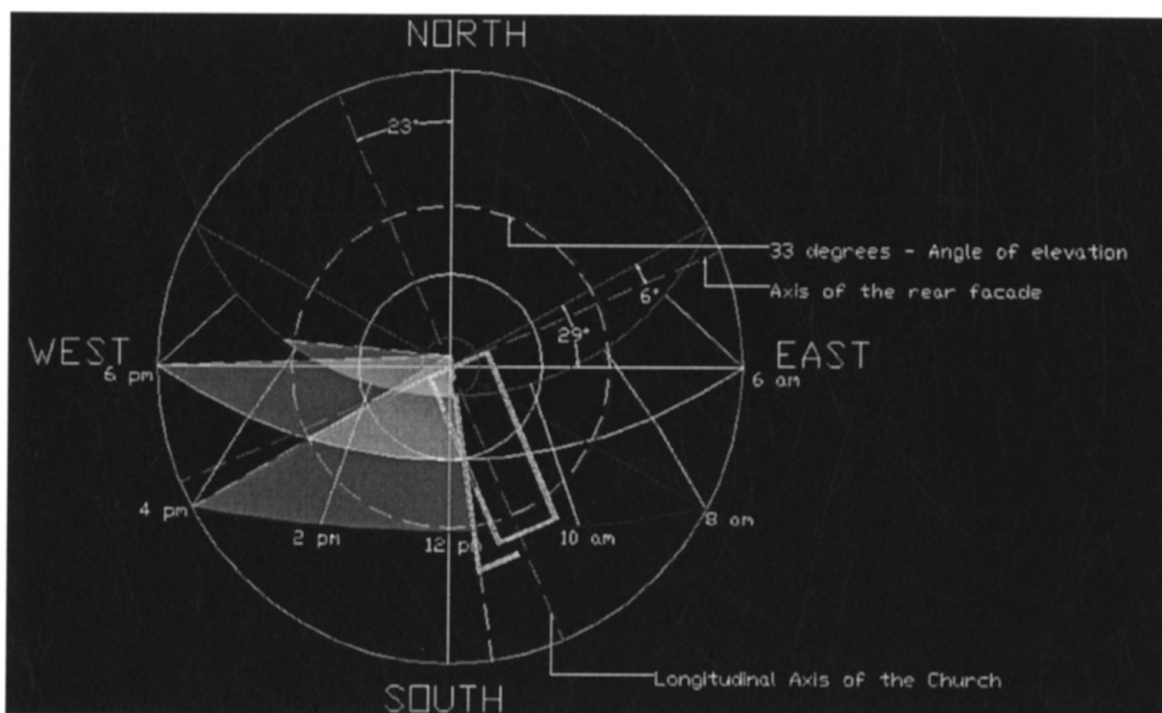 NORTH
23°
33 degrees - Angle of elevation
Axis of the rear facade
6°
29°
WEST
EAST
6 pm
6 am
4 pm
2 pm
12 pm
10 am
8 am
Longitudinal Axis of the Church
SOUTH